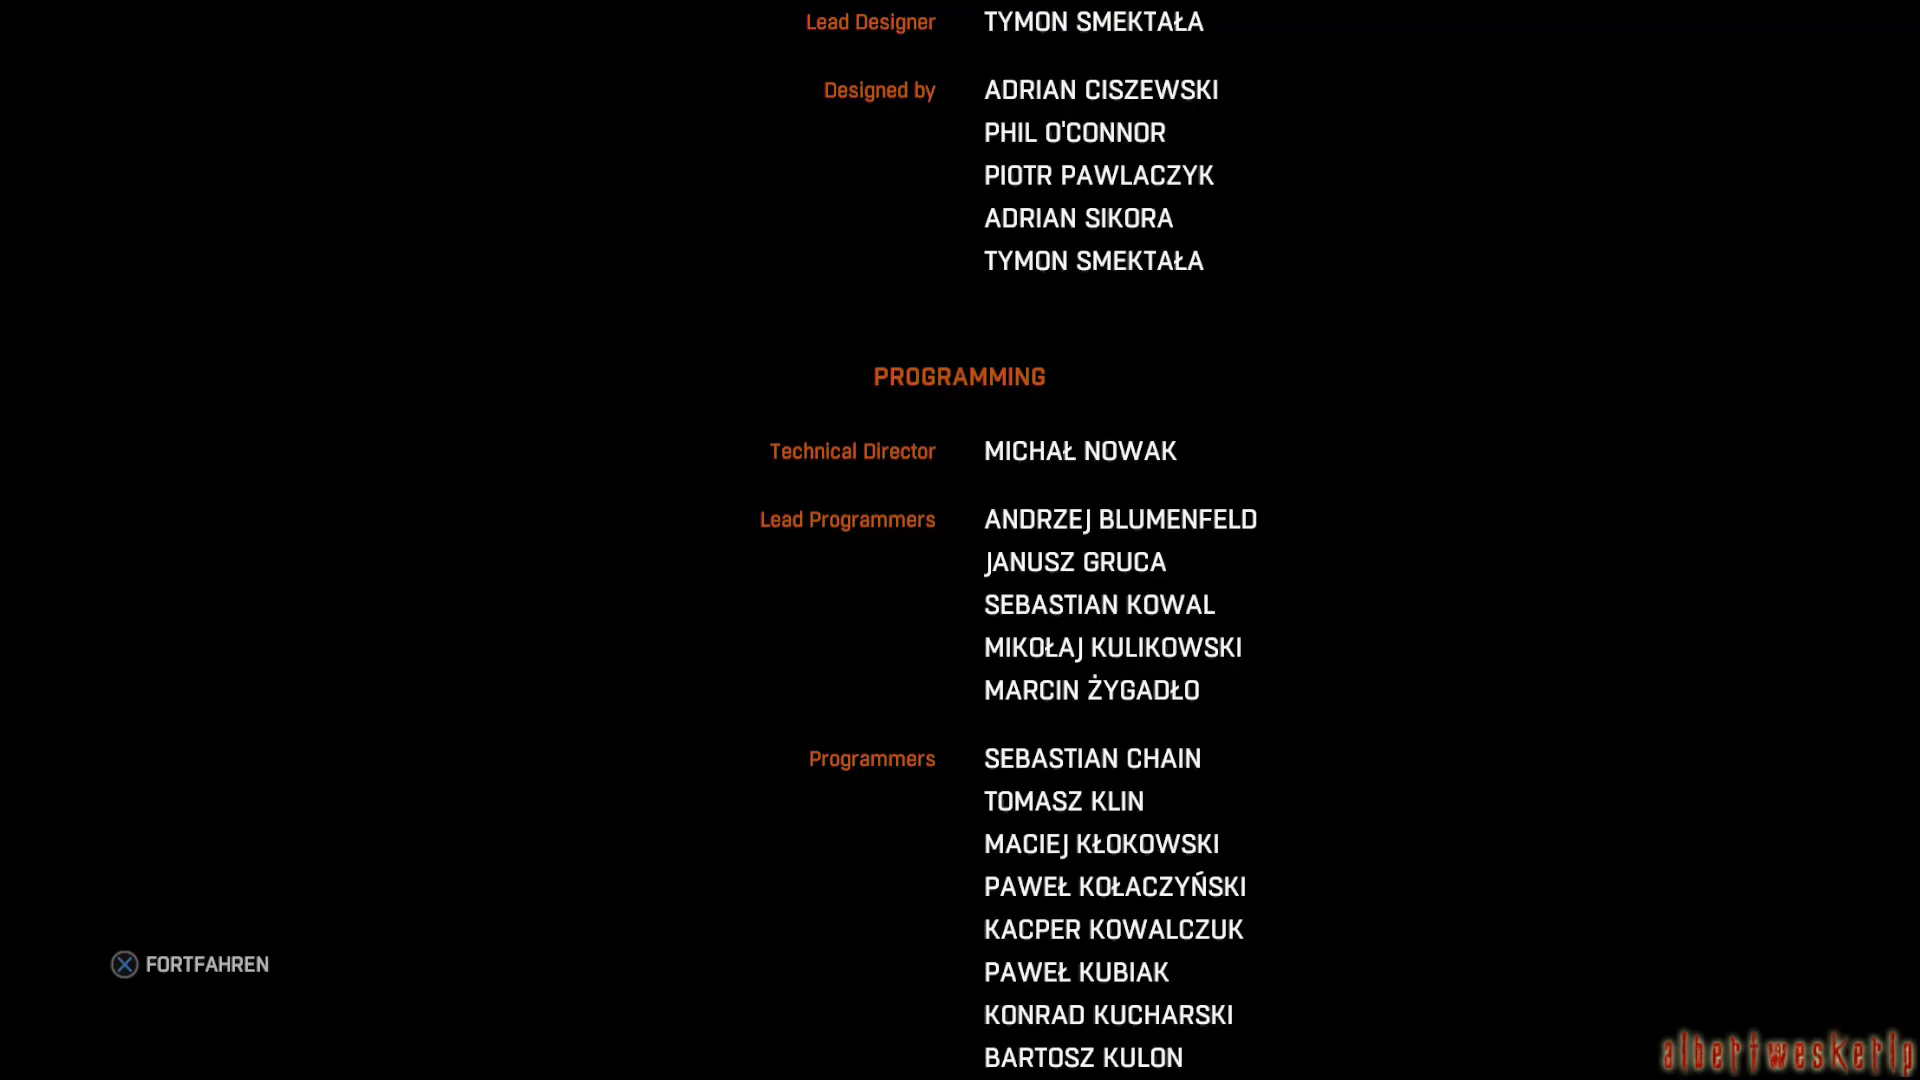 Lead Designer TYMON SMEKTAŁA
Designed by ADRIAN CISZEWSKI
PHIL O'CONNOR
PIOTR PAWLACZYK
ADRIAN SIKORA
TYMON SMEKTAŁA
PROGRAMMING
Technical Director MICHAŁ NOWAK
Lead Programmers ANDRZEJ BLUMENFELD
JANUSZ GRUCA
SEBASTIAN KOWAL
MIKOŁAJ KULIKOWSKI
MARCIN ŻYGADŁO
Programmers SEBASTIAN CHAIN
TOMASZ KLIN
MACIEJ KŁOKOWSKI
PAWEŁ KOŁACZYŃSKI
KACPER KOWALCZUK
FORTFAHREN
PAWEŁ KUBIAK
KONRAD KUCHARSKI
BARTOSZ KULON
albertweskerlp